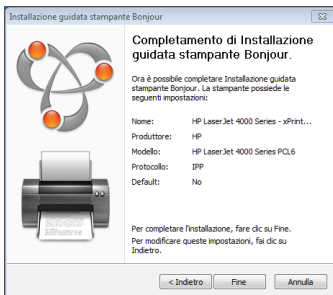 Installazione guidata stampante Bonjour
Completamento di Installazione
guidata stampante Bonjour.
Ora è possibile completare Installazione guidata
stampante Bonjour. La stampante possiede le
seguenti impostazioni:
Nome: HP LaserJet 4000 Series - xPrint...
Produttore: HP
Modello: HP LaserJet 4000 Series PCL6
Protocollo: IPP
Default: No
Per completare l'installazione, fare clic su Fine.
Per modificare queste impostazioni, fai clic su
Indietro.
< Indietro Fine Annulla